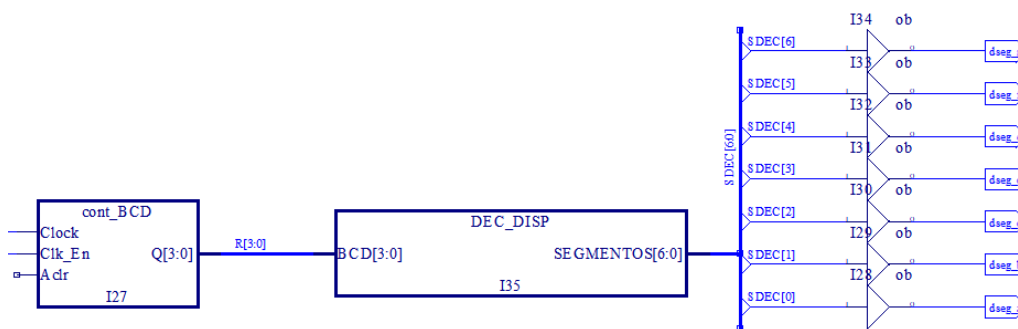 I34 ob
SDEC[6]
I33 ob
SDEC[5]
I32 ob
SDEC[4]
I31 ob
SDEC[3]
I30 ob
SDEC[2]
I29 ob
SDEC[1]
I28 ob
SDEC[0]
SDEC[6:0]
cont_BCD
Clock
Clk_En Q[3:0]
Aclr
I27
R[3:0]
DEC_DISP
BCD[3:0] SEGMENTOS[6:0]
I35